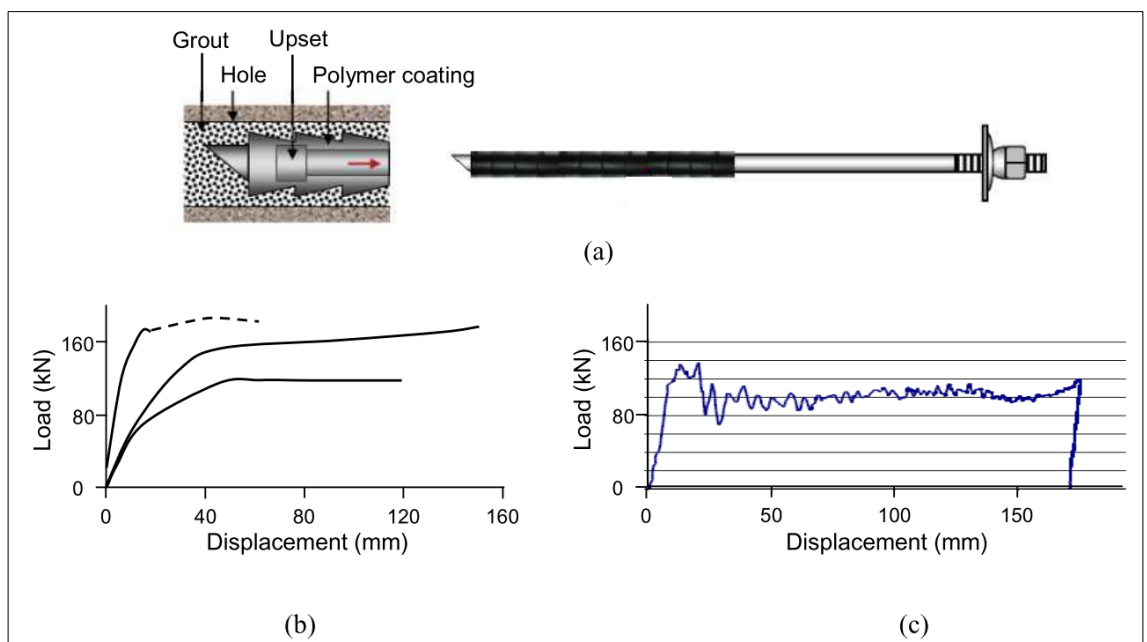 Grout Upset
Hole Polymer coating
(a)
160
80
0
Load (kN)
0 40 80 120 160
Displacement (mm)
(b)
160
80
0
Load (kN)
0 50 100 150
Displacement (mm)
(c)